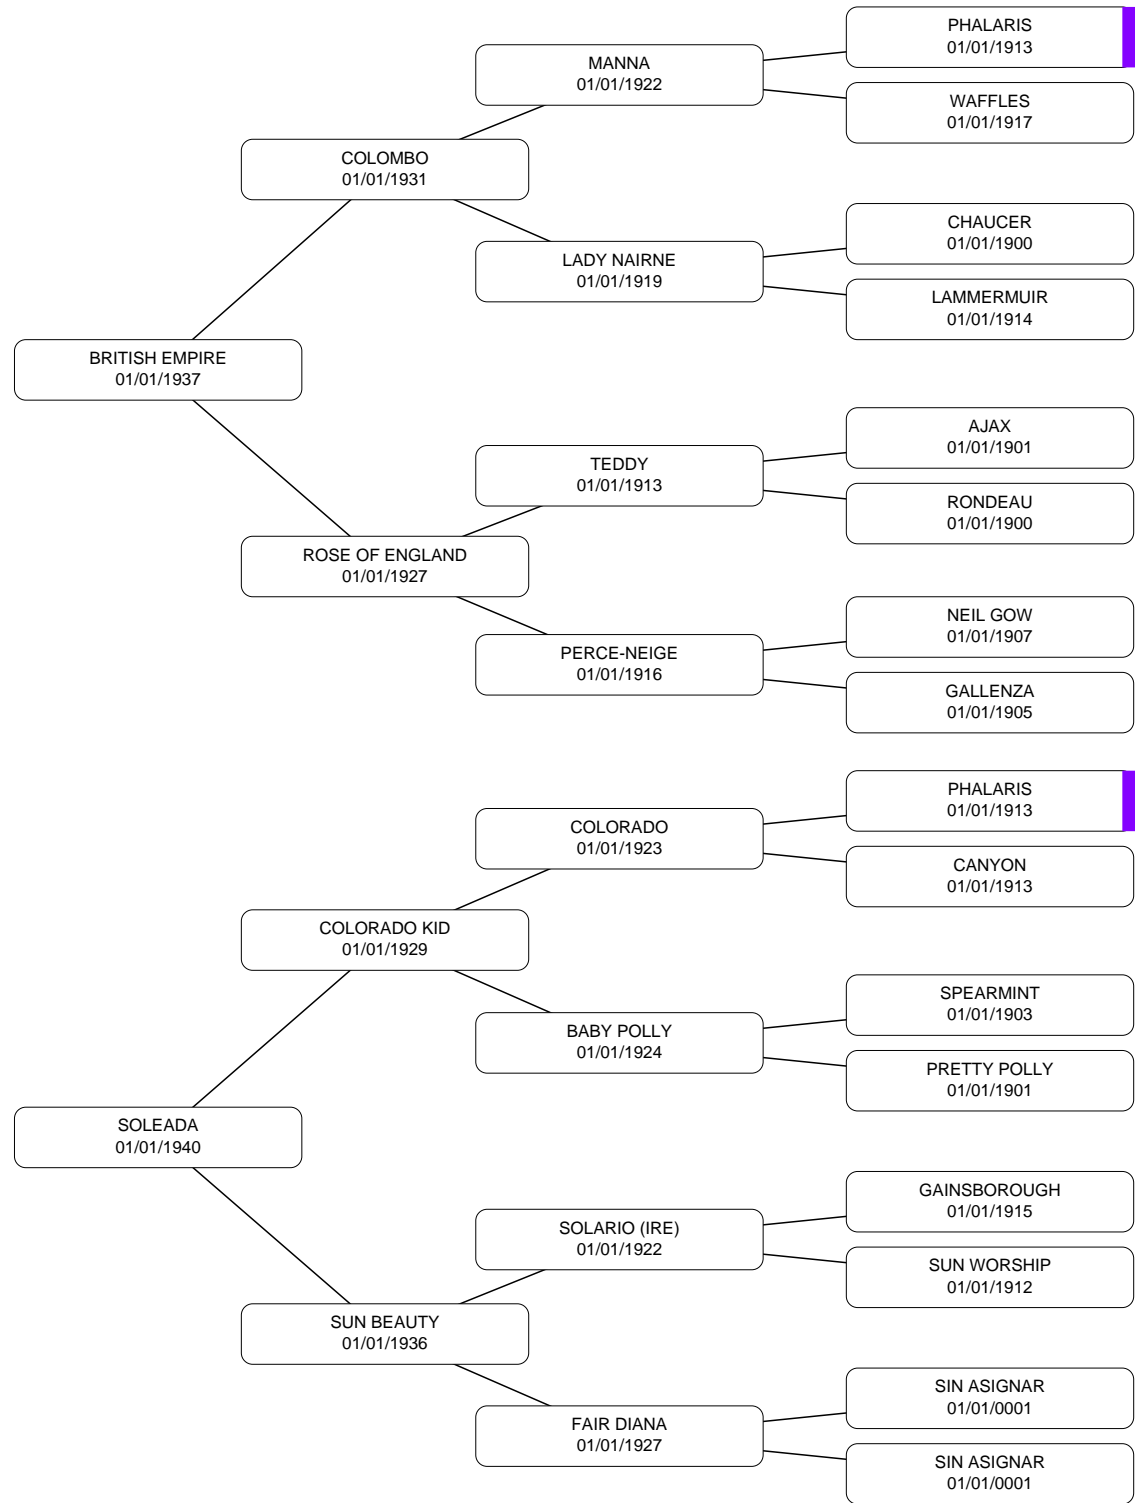 PHALARIS
01/01/1913
MANNA
01/01/1922
WAFFLES
01/01/1917
COLOMBO
01/01/1931
CHAUCER
01/01/1900
LADY NAIRNE
01/01/1919
LAMMERMUIR
01/01/1914
BRITISH EMPIRE
01/01/1937
AJAX
01/01/1901
TEDDY
01/01/1913
RONDEAU
01/01/1900
ROSE OF ENGLAND
01/01/1927
NEIL GOW
01/01/1907
PERCE-NEIGE
01/01/1916
GALLENZA
01/01/1905
PHALARIS
01/01/1913
COLORADO
01/01/1923
CANYON
01/01/1913
COLORADO KID
01/01/1929
SPEARMINT
01/01/1903
BABY POLLY
01/01/1924
PRETTY POLLY
01/01/1901
SOLEADA
01/01/1940
GAINSBOROUGH
01/01/1915
SOLARIO (IRE)
01/01/1922
SUN WORSHIP
01/01/1912
SUN BEAUTY
01/01/1936
SIN ASIGNAR
01/01/0001
FAIR DIANA
01/01/1927
SIN ASIGNAR
01/01/0001